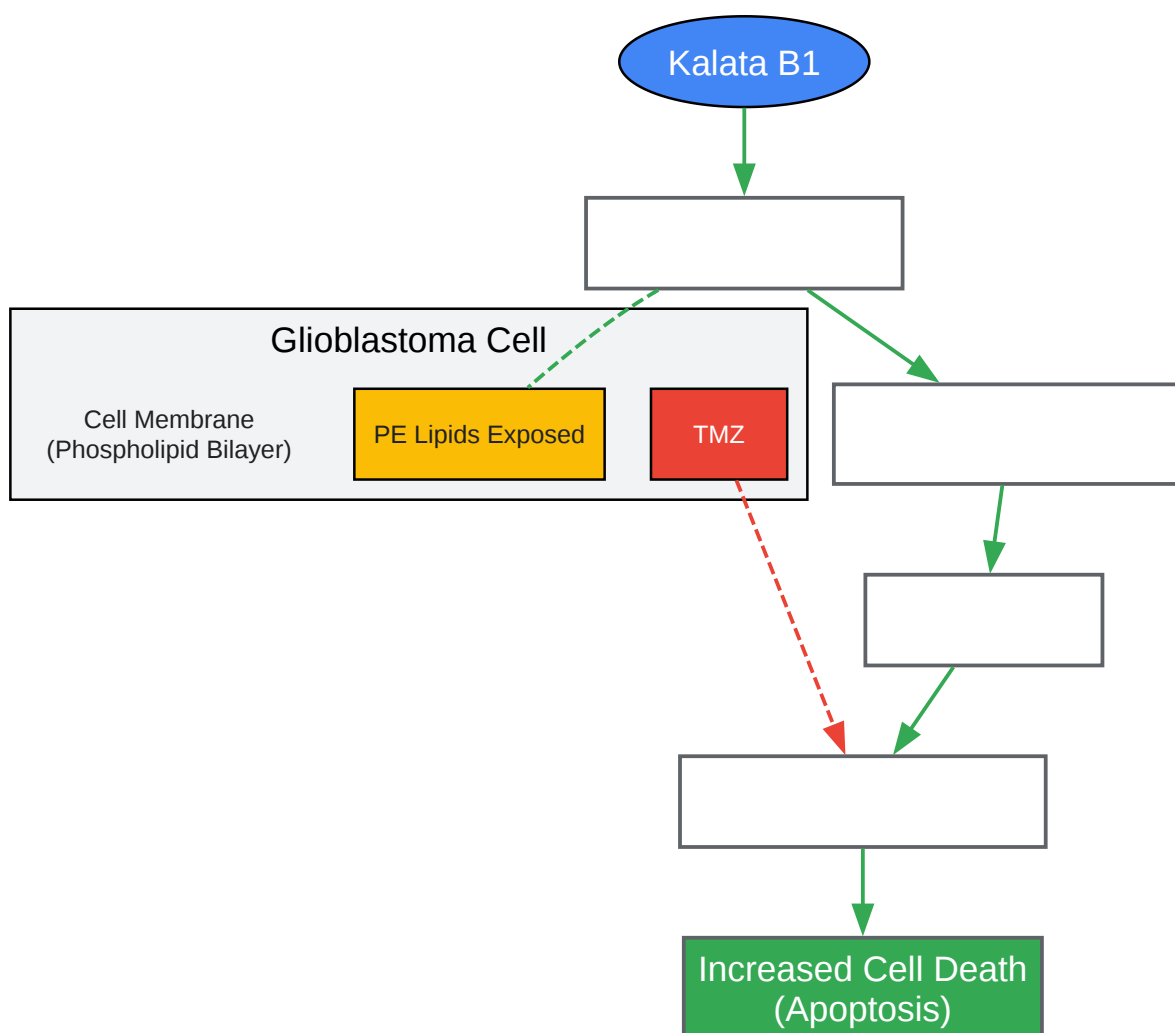 Kalata B1
Glioblastoma Cell
Cell Membrane
(Phospholipid Bilayer)
PE Lipids Exposed
TMZ
Increased Cell Death
(Apoptosis)